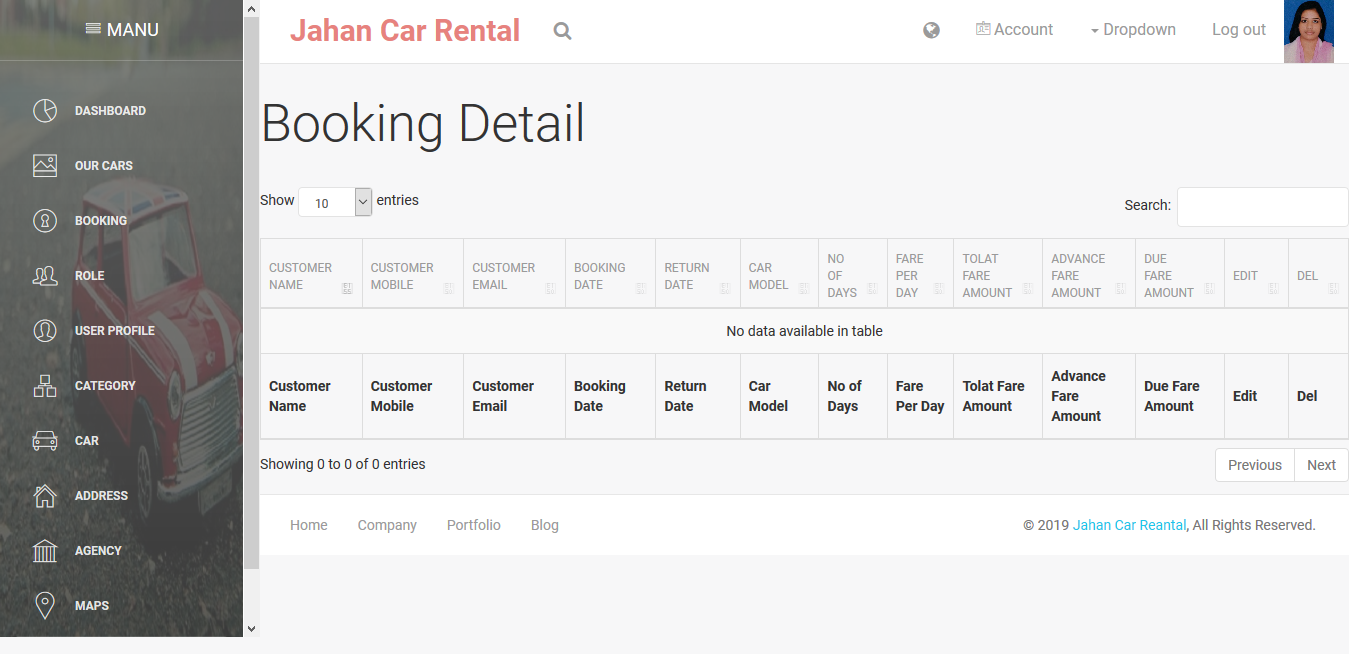 MANU
DASHBOARD
OUR CARS
BOOKING
ROLE
USER PROFILE
CATEGORY
CAR
ADDRESS
AGENCY
MAPS
Jahan Car Rental
Account
Dropdown
Log out
Booking Detail
Show 10 entries
Search:
CUSTOMER
NAME
CUSTOMER
MOBILE
CUSTOMER
EMAIL
BOOKING
DATE
RETURN
DATE
CAR
MODEL
NO
OF
DAYS
FARE
PER
DAY
TOLAT
FARE
AMOUNT
ADVANCE
FARE
AMOUNT
DUE
FARE
AMOUNT
EDIT
DEL
No data available in table
Customer
Name
Customer
Mobile
Customer
Email
Booking
Date
Return
Date
Car
Model
No of
Days
Fare
Per Day
Tolat Fare
Amount
Advance
Fare
Amount
Due Fare
Amount
Edit
Del
Showing 0 to 0 of 0 entries
Previous
Next
Home
Company
Portfolio
Blog
© 2019 Jahan Car Reantal, All Rights Reserved.